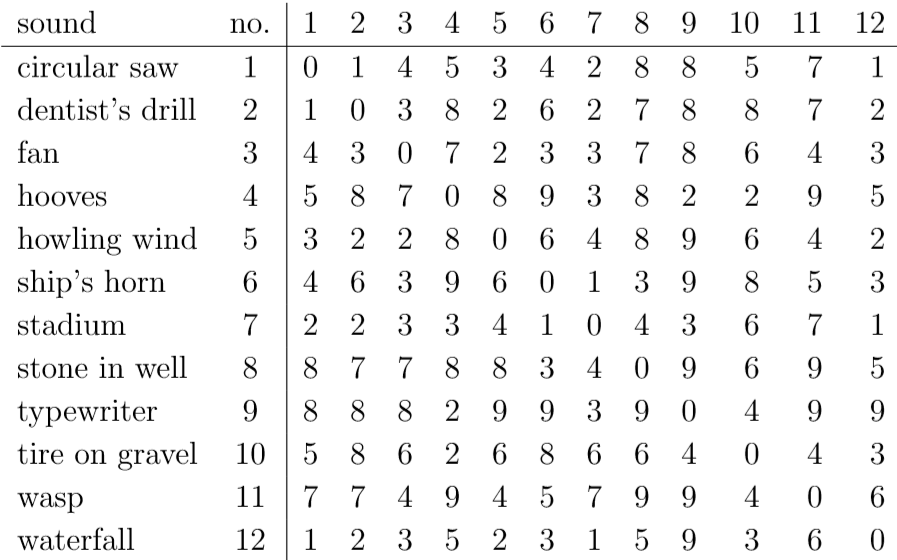 sound no. 1 2 3 4 5 6 7 8 9 10 11 12
circular saw 1 0 1 4 5 3 4 2 8 8 5 7 1
dentist's drill 2 1 0 3 8 2 6 2 7 8 8 7 2
fan 3 4 3 0 7 2 3 3 7 8 6 4 3
hooves 4 5 8 7 0 8 9 3 8 2 2 9 5
howling wind 5 3 2 2 8 0 6 4 8 9 6 4 2
ship's horn 6 4 6 3 9 6 0 1 3 9 8 5 3
stadium 7 2 2 3 3 4 1 0 4 3 6 7 1
stone in well 8 8 7 7 8 8 3 4 0 9 6 9 5
typewriter 9 8 8 8 2 9 9 3 9 0 4 9 9
tire on gravel 10 5 8 6 2 6 8 6 6 4 0 4 3
wasp 11 7 7 4 9 4 5 7 9 9 4 0 6
waterfall 12 1 2 3 5 2 3 1 5 9 3 6 0